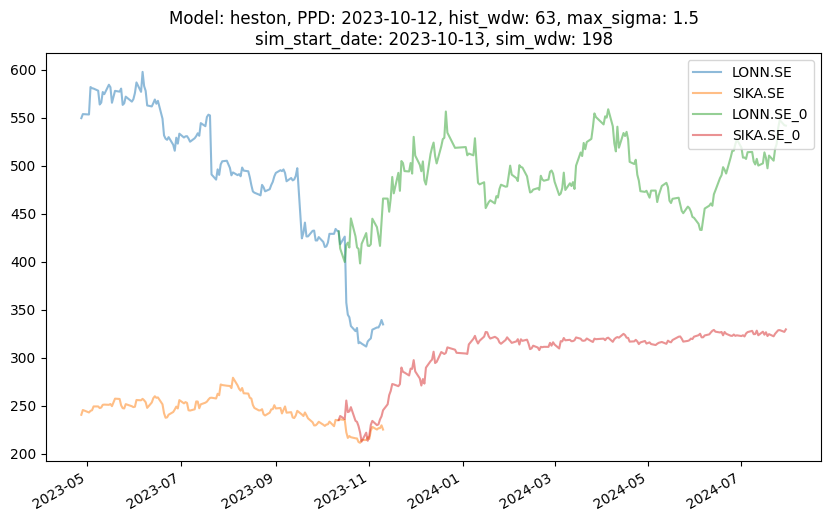 Model: heston, PPD: 2023-10-12, hist_wdw: 63, max_sigma: 1.5
sim_start_date: 2023-10-13, sim_wdw: 198
LONN.SE
SIKA.SE
LONN.SE_0
SIKA.SE_0
600
550
500
450
400
350
300
250
200
2023-05
2023-07
2023-09
2023-11
2024-01
2024-03
2024-05
2024-07